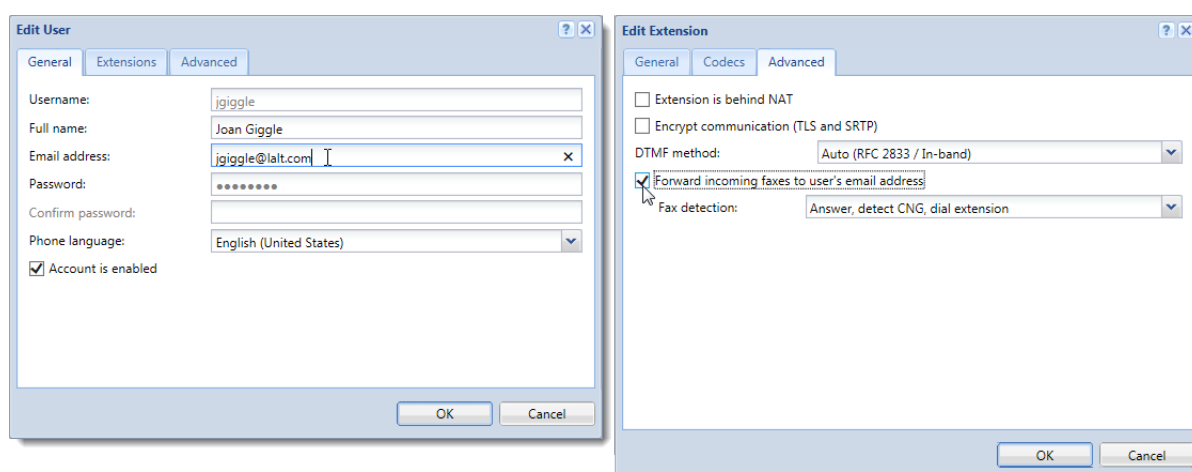 Edit User
General Extensions Advanced
Username: jgiggle
Full name: Joan Giggle
Email address: jgiggle@lalt.com
Password: ••••••••
Confirm password:
Phone language: English (United States)
Account is enabled
OK Cancel
Edit Extension
General Codecs Advanced
Extension is behind NAT
Encrypt communication (TLS and SRTP)
DTMF method: Auto (RFC 2833 / In-band)
Forward incoming faxes to user's email address
Fax detection: Answer, detect CNG, dial extension
OK Cancel